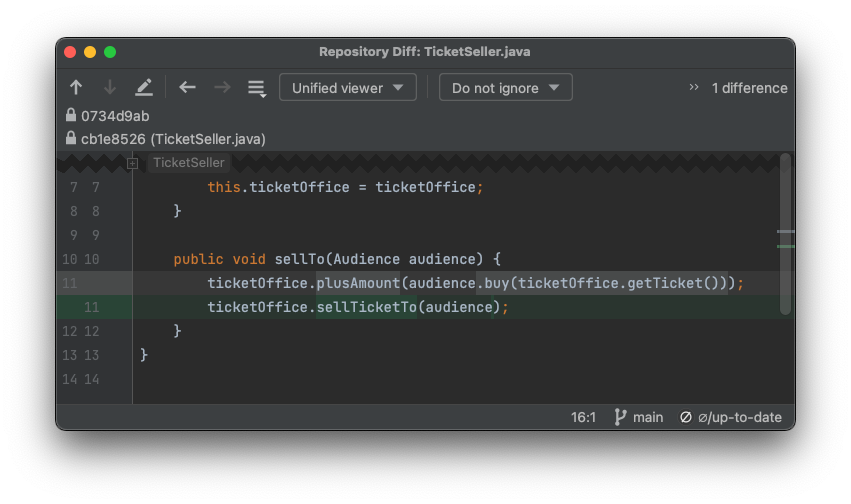 Repository Diff: TicketSeller.java
Unified viewer Do not ignore » 1 difference
0734d9ab
cb1e8526 (TicketSeller.java)
TicketSeller
7 7 this.ticketOffice = ticketOffice;
8 8 }
9 9
10 10 public void sellTo(Audience audience) {
11 ticketOffice.plusAmount(audience.buy(ticketOffice.getTicket()));
11 ticketOffice.sellTicketTo(audience);
12 12 }
13 13 }
14 14
16:1 main ∅/up-to-date